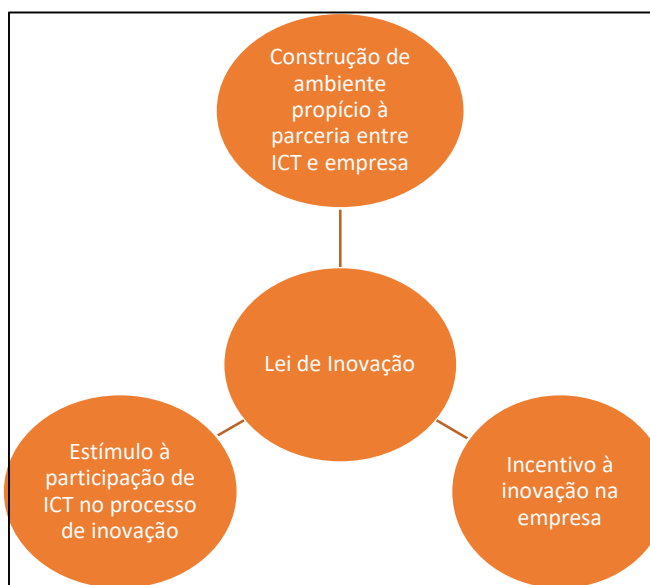 Construção de
ambiente
propício à
parceria entre
ICT e empresa
Lei de Inovação
Estímulo à
participação de
ICT no processo
de inovação
Incentivo à
inovação na
empresa